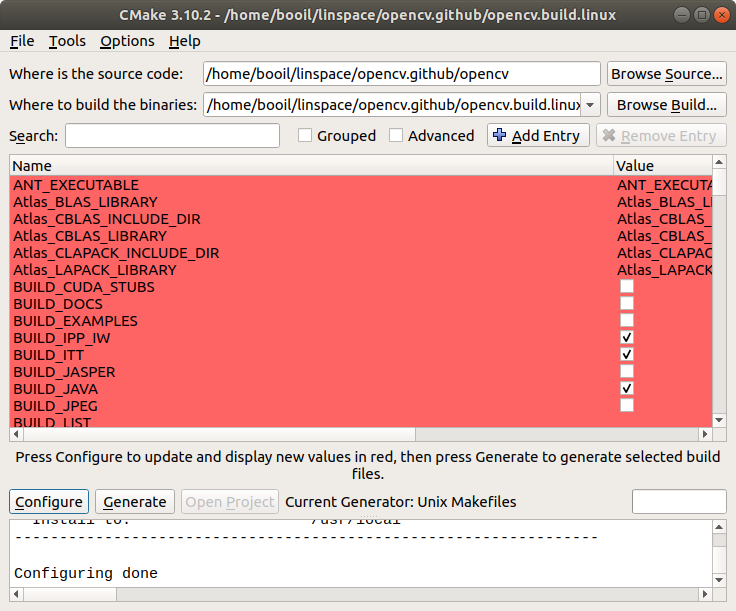 CMake 3.10.2 - /home/booil/linspace/opencv.github/opencv.build.linux
File Tools Options Help
Where is the source code: /home/booil/linspace/opencv.github/opencv Browse Source...
Where to build the binaries: /home/booil/linspace/opencv.github/opencv.build.linux Browse Build...
Search: Grouped Advanced Add Entry Remove Entry
Name Value
ANT_EXECUTABLE ANT_EXECUTA
Atlas_BLAS_LIBRARY Atlas_BLAS_LI
Atlas_CBLAS_INCLUDE_DIR Atlas_CBLAS_
Atlas_CBLAS_LIBRARY Atlas_CBLAS_
Atlas_CLAPACK_INCLUDE_DIR Atlas_CLAPAC
Atlas_LAPACK_LIBRARY Atlas_LAPACK
BUILD_CUDA_STUBS
BUILD_DOCS
BUILD_EXAMPLES
BUILD_IPP_IW
BUILD_ITT
BUILD_JASPER
BUILD_JAVA
BUILD_JPEG
BUILD_LIST
Press Configure to update and display new values in red, then press Generate to generate selected build
files.
Configure Generate Open Project Current Generator: Unix Makefiles
Install to: /usr/local
-----------------------------------------------------------------
Configuring done